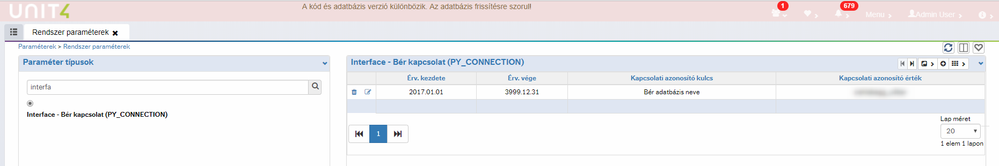 UNIT4
A kód és adatbázis verzió különbözik. Az adatbázis frissítésre szorul!
1
679
Menu
Admin User
Rendszer paraméterek
Paraméterek > Rendszer paraméterek
Paraméter típusok
interfa
Interface - Bér kapcsolat (PY_CONNECTION)
Interface - Bér kapcsolat (PY_CONNECTION)
Érv. kezdete Érv. vége Kapcsolati azonosító kulcs Kapcsolati azonosító érték
2017.01.01 3999.12.31 Bér adatbázis neve
1
Lap méret
20
1 elem 1 lapon